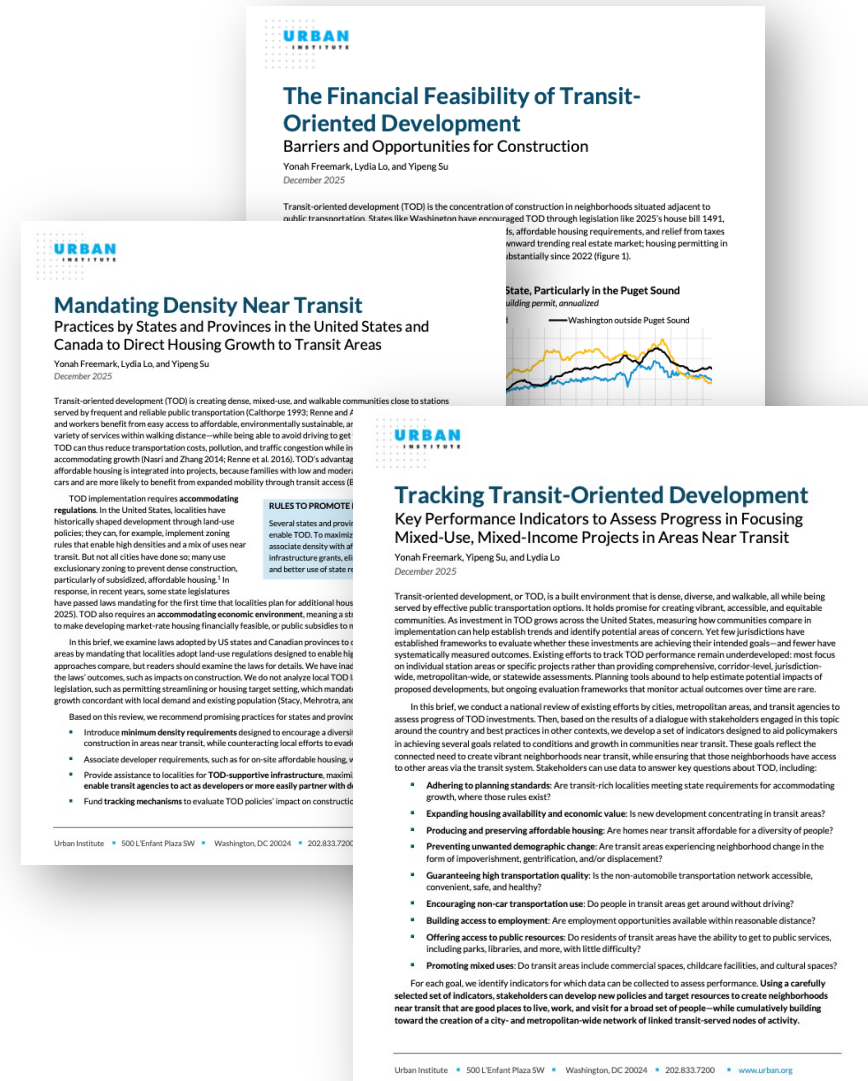 URBAN
INSTITUTE
The Financial Feasibility of Transit-
Oriented Development
Barriers and Opportunities for Construction
Yonah Freemark, Lydia Lo, and Yipeng Su
December 2025
Transit-oriented development (TOD) is the concentration of construction in neighborhoods situated adjacent to
public transportation. States like Washington have encouraged TOD through legislation like 2025's house bill 1491,
ds, affordable housing requirements, and relief from taxes
wnward trending real estate market; housing permitting in
ubstantially since 2022 (figure 1).
State, Particularly in the Puget Sound
uilding permit, annualized
Washington outside Puget Sound
URBAN
INSTITUTE
Mandating Density Near Transit
Practices by States and Provinces in the United States and
Canada to Direct Housing Growth to Transit Areas
Yonah Freemark, Lydia Lo, and Yipeng Su
December 2025
Transit-oriented development (TOD) is creating dense, mixed-use, and walkable communities close to stations
served by frequent and reliable public transportation (Calthorpe 1993; Renne and A
and workers benefit from easy access to affordable, environmentally sustainable, an
variety of services within walking distance—while being able to avoid driving to get
TOD can thus reduce transportation costs, pollution, and traffic congestion while in
accommodating growth (Nasri and Zhang 2014; Renne et al. 2016). TOD's advantag
affordable housing is integrated into projects, because families with low and modera
cars and are more likely to benefit from expanded mobility through transit access (B
TOD implementation requires accommodating
regulations. In the United States, localities have
historically shaped development through land-use
policies; they can, for example, implement zoning
rules that enable high densities and a mix of uses near
transit. But not all cities have done so; many use
exclusionary zoning to prevent dense construction,
particularly of subsidized, affordable housing.¹ In
response, in recent years, some state legislatures
have passed laws mandating for the first time that localities plan for additional hous
2025). TOD also requires an accommodating economic environment, meaning a st
to make developing market-rate housing financially feasible, or public subsidies to m
RULES TO PROMOTE
Several states and provin
enable TOD. To maximiz
associate density with af
infrastructure grants, eli
and better use of state re
In this brief, we examine laws adopted by US states and Canadian provinces to
areas by mandating that localities adopt land-use regulations designed to enable hig
approaches compare, but readers should examine the laws for details. We have inad
the laws' outcomes, such as impacts on construction. We do not analyze local TOD
legislation, such as permitting streamlining or housing target setting, which mandat
growth concordant with local demand and existing population (Stacy, Mehrotra, and
Based on this review, we recommend promising practices for states and provinc
▪ Introduce minimum density requirements designed to encourage a diversi
construction in areas near transit, while counteracting local efforts to evad
▪ Associate developer requirements, such as for on-site affordable housing, w
▪ Provide assistance to localities for TOD-supportive infrastructure, maximi
enable transit agencies to act as developers or more easily partner with d
▪ Fund tracking mechanisms to evaluate TOD policies' impact on constructio
Urban Institute ▪ 500 L'Enfant Plaza SW ▪ Washington, DC 20024 ▪ 202.833.7200
URBAN
INSTITUTE
Tracking Transit-Oriented Development
Key Performance Indicators to Assess Progress in Focusing
Mixed-Use, Mixed-Income Projects in Areas Near Transit
Yonah Freemark, Yipeng Su, and Lydia Lo
December 2025
Transit-oriented development, or TOD, is a built environment that is dense, diverse, and walkable, all while being
served by effective public transportation options. It holds promise for creating vibrant, accessible, and equitable
communities. As investment in TOD grows across the United States, measuring how communities compare in
implementation can help establish trends and identify potential areas of concern. Yet few jurisdictions have
established frameworks to evaluate whether these investments are achieving their intended goals—and fewer have
systematically measured outcomes. Existing efforts to track TOD performance remain underdeveloped: most focus
on individual station areas or specific projects rather than providing comprehensive, corridor-level, jurisdiction-
wide, metropolitan-wide, or statewide assessments. Planning tools abound to help estimate potential impacts of
proposed developments, but ongoing evaluation frameworks that monitor actual outcomes over time are rare.
In this brief, we conduct a national review of existing efforts by cities, metropolitan areas, and transit agencies to
assess progress of TOD investments. Then, based on the results of a dialogue with stakeholders engaged in this topic
around the country and best practices in other contexts, we develop a set of indicators designed to aid policymakers
in achieving several goals related to conditions and growth in communities near transit. These goals reflect the
connected need to create vibrant neighborhoods near transit, while ensuring that those neighborhoods have access
to other areas via the transit system. Stakeholders can use data to answer key questions about TOD, including:
▪ Adhering to planning standards: Are transit-rich localities meeting state requirements for accommodating
growth, where those rules exist?
▪ Expanding housing availability and economic value: Is new development concentrating in transit areas?
▪ Producing and preserving affordable housing: Are homes near transit affordable for a diversity of people?
▪ Preventing unwanted demographic change: Are transit areas experiencing neighborhood change in the
form of impoverishment, gentrification, and/or displacement?
▪ Guaranteeing high transportation quality: Is the non-automobile transportation network accessible,
convenient, safe, and healthy?
▪ Encouraging non-car transportation use: Do people in transit areas get around without driving?
▪ Building access to employment: Are employment opportunities available within reasonable distance?
▪ Offering access to public resources: Do residents of transit areas have the ability to get to public services,
including parks, libraries, and more, with little difficulty?
▪ Promoting mixed uses: Do transit areas include commercial spaces, childcare facilities, and cultural spaces?
For each goal, we identify indicators for which data can be collected to assess performance. Using a carefully
selected set of indicators, stakeholders can develop new policies and target resources to create neighborhoods
near transit that are good places to live, work, and visit for a broad set of people—while cumulatively building
toward the creation of a city- and metropolitan-wide network of linked transit-served nodes of activity.
Urban Institute ▪ 500 L'Enfant Plaza SW ▪ Washington, DC 20024 ▪ 202.833.7200 ▪ www.urban.org